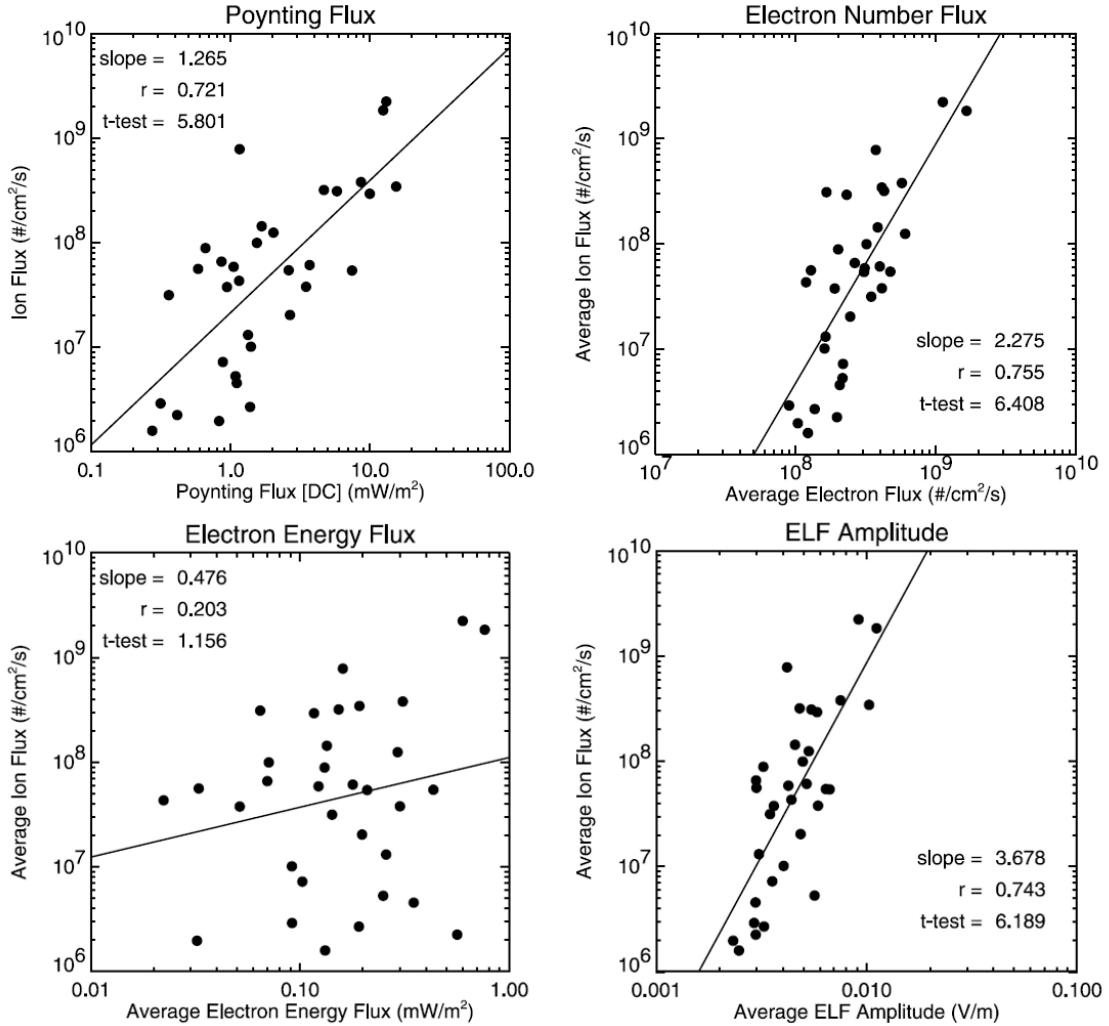 Poynting Flux
10^10
10^9
10^8
10^7
10^6
slope = 1.265
r = 0.721
t-test = 5.801
Ion Flux (#/cm²/s)
0.1 1.0 10.0 100.0
Poynting Flux [DC] (mW/m²)
Electron Number Flux
10^10
10^9
10^8
10^7
10^6
slope = 2.275
r = 0.755
t-test = 6.408
Average Ion Flux (#/cm²/s)
10^7 10^8 10^9 10^10
Average Electron Flux (#/cm²/s)
Electron Energy Flux
10^10
10^9
10^8
10^7
10^6
slope = 0.476
r = 0.203
t-test = 1.156
Average Ion Flux (#/cm²/s)
0.01 0.10 1.00
Average Electron Energy Flux (mW/m²)
ELF Amplitude
10^10
10^9
10^8
10^7
10^6
slope = 3.678
r = 0.743
t-test = 6.189
Average Ion Flux (#/cm²/s)
0.001 0.010 0.100
Average ELF Amplitude (V/m)